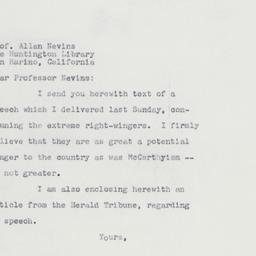 of. Allan Nevins
e Huntington Library
n Marino, California
ar Professor Nevins:
I send you herewith text of a
eech which I delivered last Sunday, con-
uning the extreme right-wingers. I firmly
lieve that they are as great a potential
nger to the country as was McCarthyism --
not greater.
I am also enclosing herewith an
ticle from the Herald Tribune, regarding
speech.
Yours,